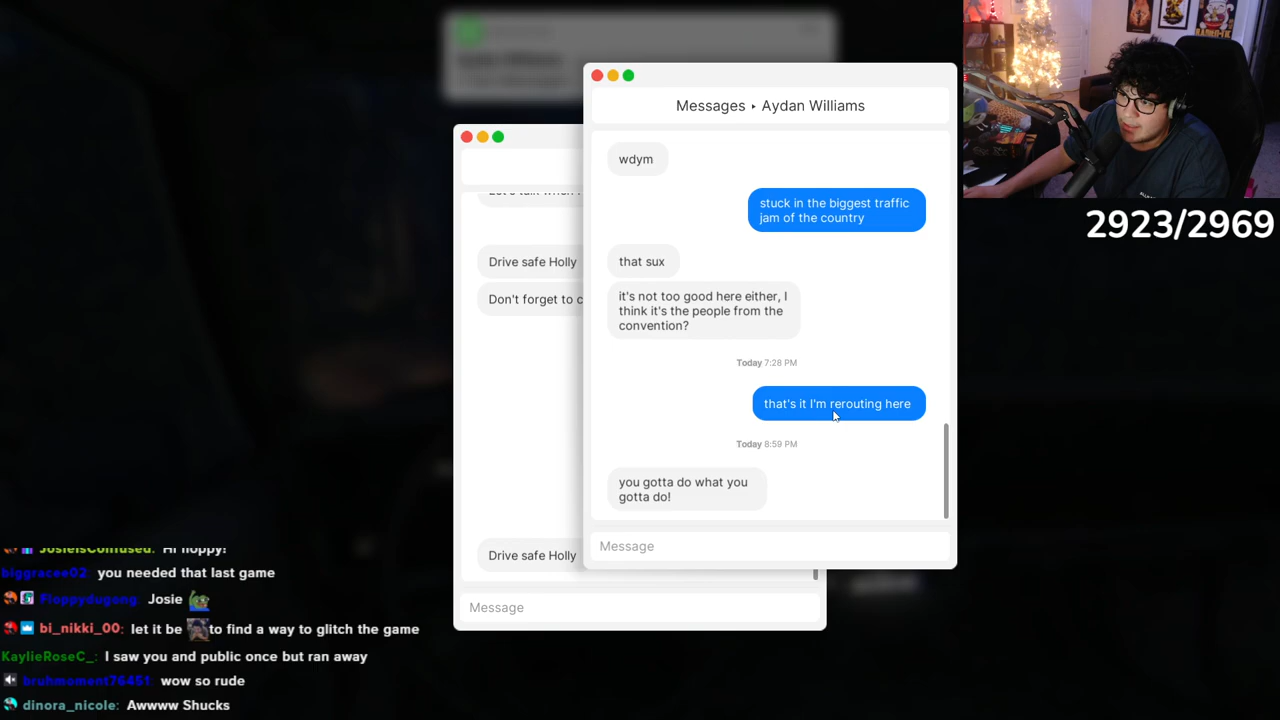 Messages ▸ Aydan Williams
wdym
stuck in the biggest traffic
jam of the country
that sux
it's not too good here either, I
think it's the people from the
convention?
Today 7:28 PM
that's it I'm rerouting here
Today 8:59 PM
you gotta do what you
gotta do!
Message
Drive safe Holly
Don't forget to c
Drive safe Holly
Message
2923/2969
JosieIsConfused: Hi floppy!
biggracee02: you needed that last game
Floppydugong: Josie
bi_nikki_00: let it be to find a way to glitch the game
KaylieRoseC_: I saw you and public once but ran away
bruhmoment76451: wow so rude
dinora_nicole: Awwww Shucks